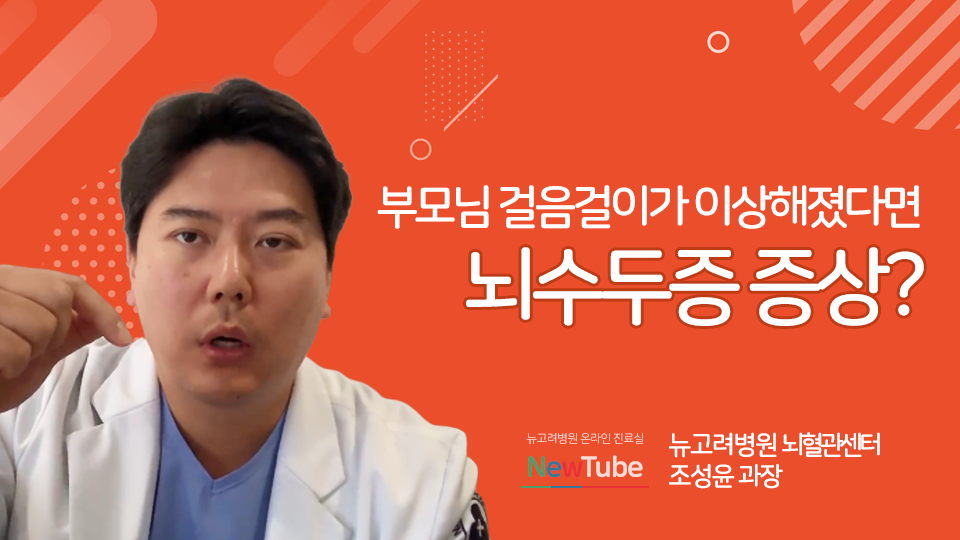 부모님 걸음걸이가 이상해졌다면
뇌수두증 증상?
뉴고려병원 온라인 진료실
NewTube
뉴고려병원 뇌혈관센터
조성윤 과장